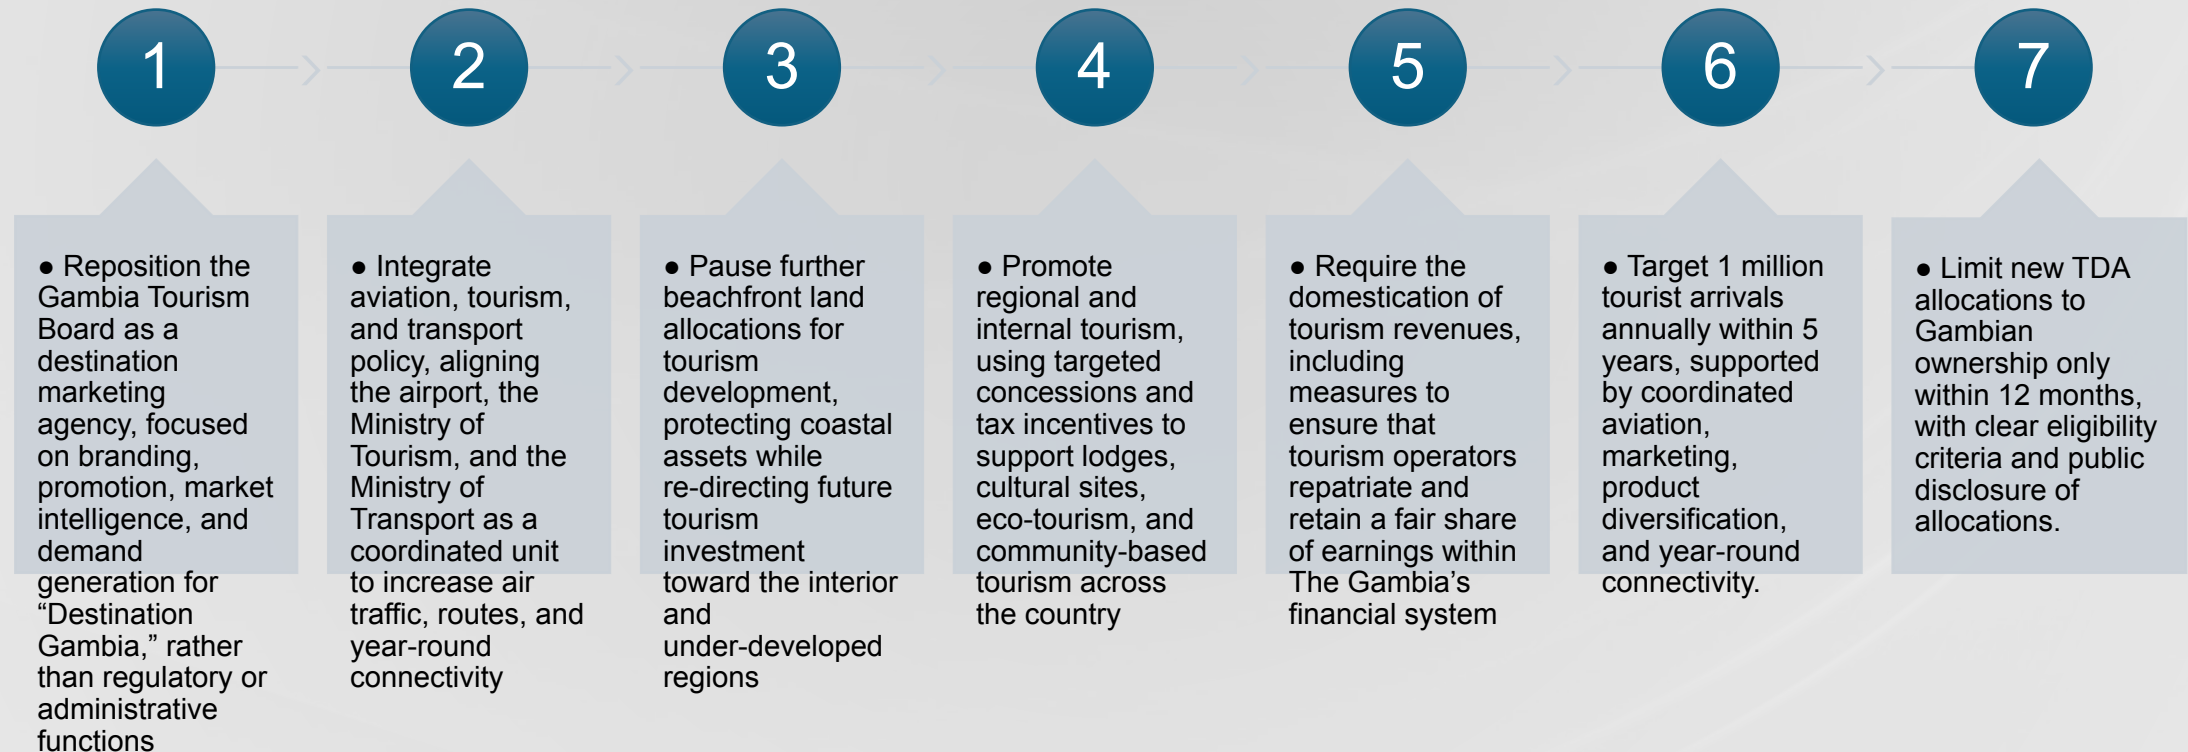 1
● Reposition the
Gambia Tourism
Board as a
destination
marketing
agency, focused
on branding,
promotion, market
intelligence, and
demand
generation for
“Destination
Gambia,” rather
than regulatory or
administrative
functions
2
● Integrate
aviation, tourism,
and transport
policy, aligning
the airport, the
Ministry of
Tourism, and the
Ministry of
Transport as a
coordinated unit
to increase air
traffic, routes, and
year-round
connectivity
3
● Pause further
beachfront land
allocations for
tourism
development,
protecting coastal
assets while
re-directing future
tourism
investment
toward the interior
and
under-developed
regions
4
● Promote
regional and
internal tourism,
using targeted
concessions and
tax incentives to
support lodges,
cultural sites,
eco-tourism, and
community-based
tourism across
the country
5
● Require the
domestication of
tourism revenues,
including
measures to
ensure that
tourism operators
repatriate and
retain a fair share
of earnings within
The Gambia’s
financial system
6
● Target 1 million
tourist arrivals
annually within 5
years, supported
by coordinated
aviation,
marketing,
product
diversification,
and year-round
connectivity.
7
● Limit new TDA
allocations to
Gambian
ownership only
within 12 months,
with clear eligibility
criteria and public
disclosure of
allocations.